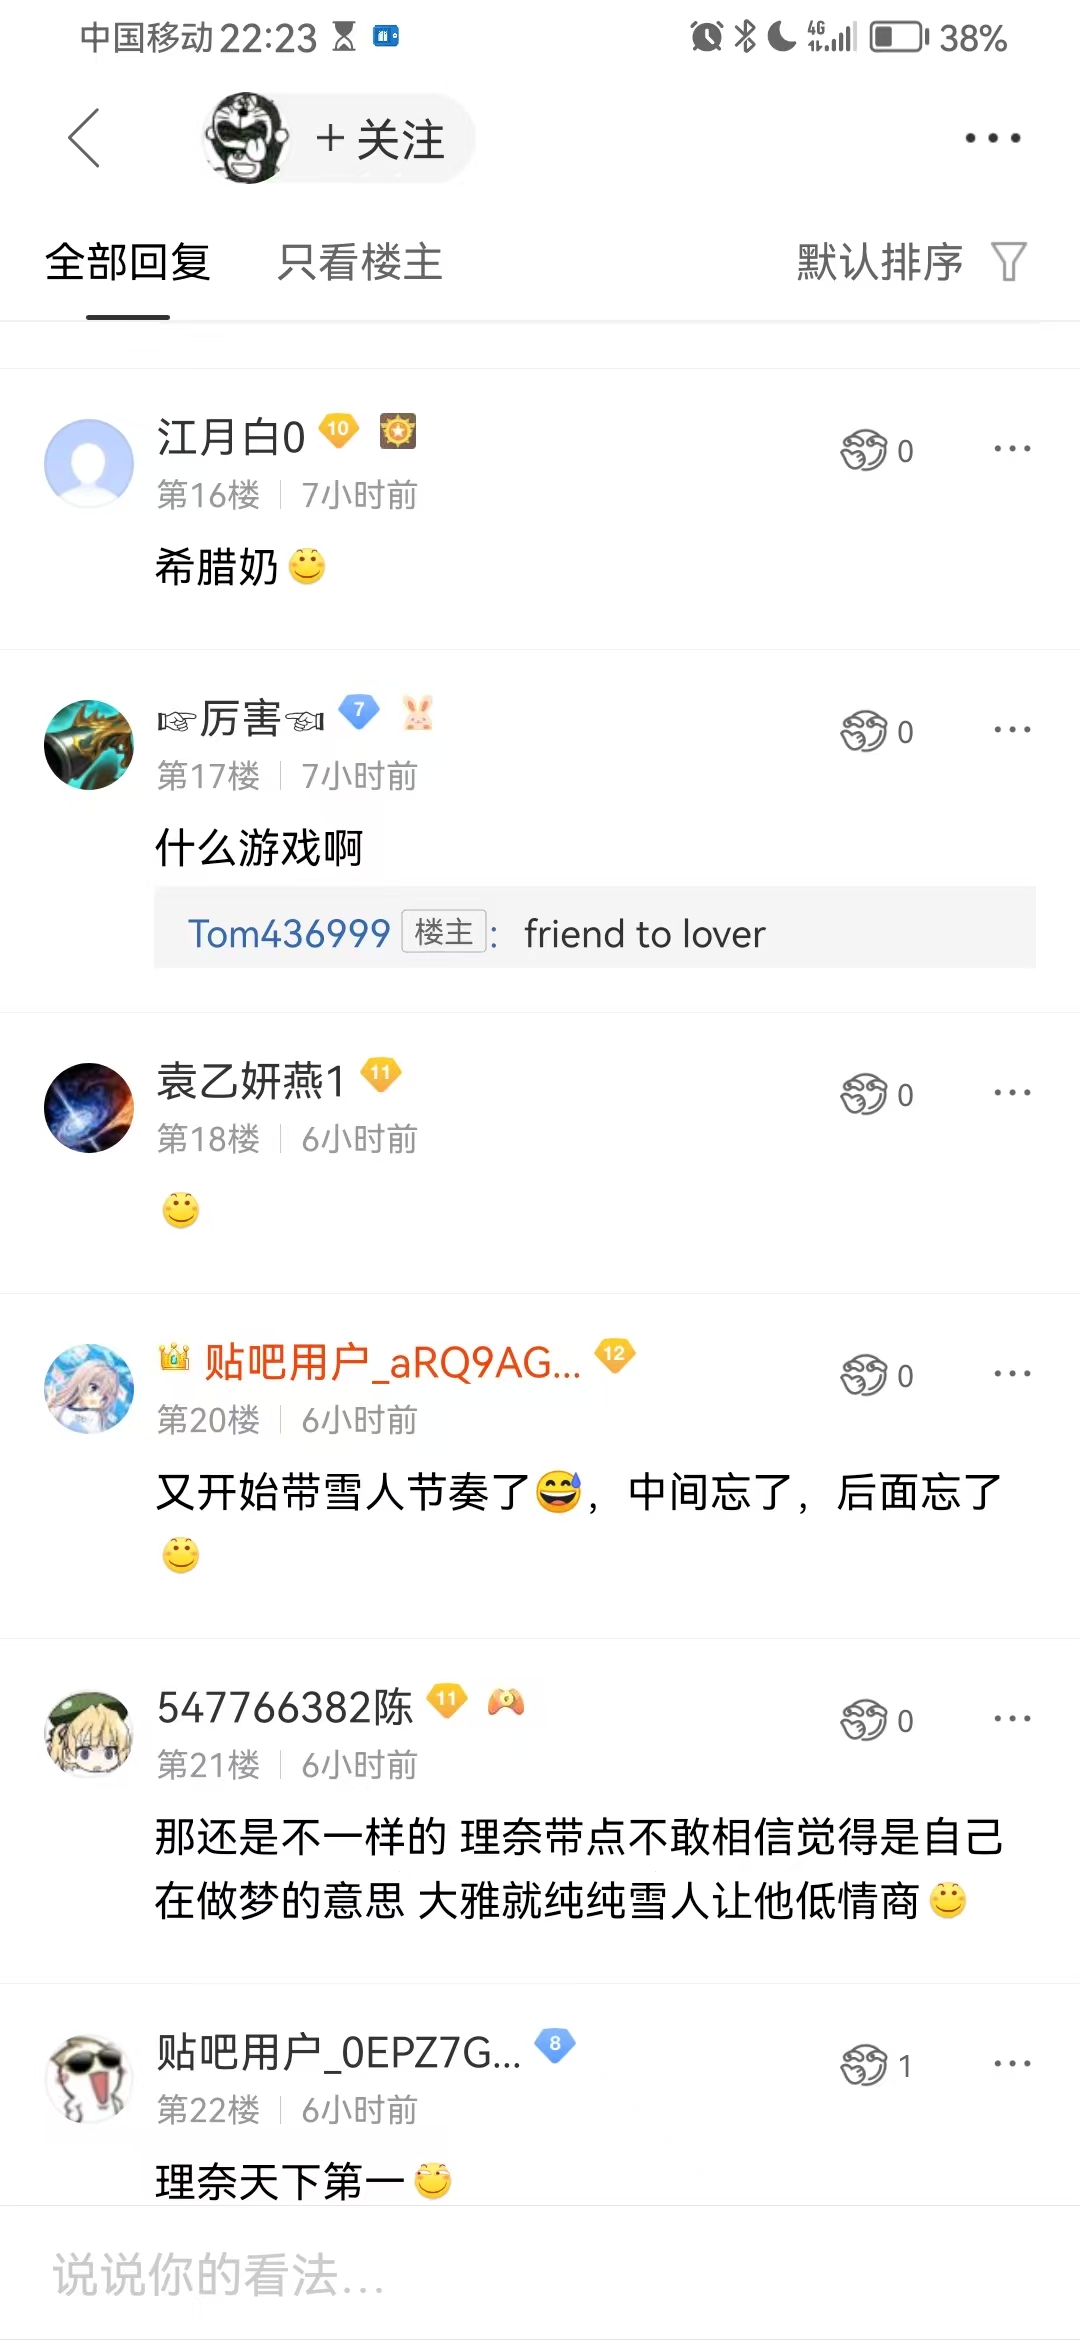 中国移动 22:23 4G 38%
+ 关注
全部回复 只看楼主 默认排序
江月白0 10
第16楼 | 7小时前
0
希腊奶
☞厉害☜ 7
第17楼 | 7小时前
0
什么游戏啊
Tom436999 楼主: friend to lover
袁乙妍燕1 11
第18楼 | 6小时前
0
贴吧用户_aRQ9AG... 12
第20楼 | 6小时前
0
又开始带雪人节奏了😅，中间忘了，后面忘了
547766382陈 11
第21楼 | 6小时前
0
那还是不一样的 理奈带点不敢相信觉得是自己
在做梦的意思 大雅就纯纯雪人让他低情商
贴吧用户_0EPZ7G... 8
第22楼 | 6小时前
1
理奈天下第一
说说你的看法...